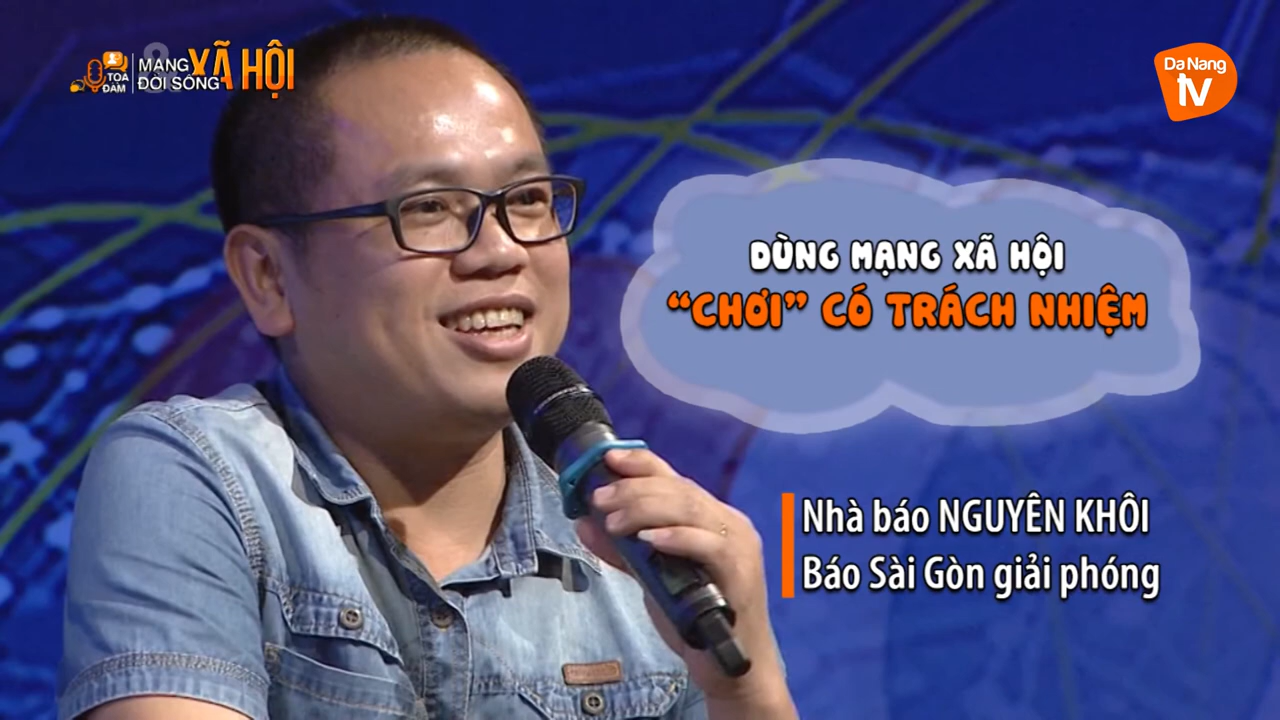 TOẠ ĐÀM
MẠNG XÃ HỘI
& ĐỜI SỐNG
Da Nang
tv
DÙNG MẠNG XÃ HỘI
“CHƠI” CÓ TRÁCH NHIỆM
Nhà báo NGUYÊN KHÔI
Báo Sài Gòn giải phóng